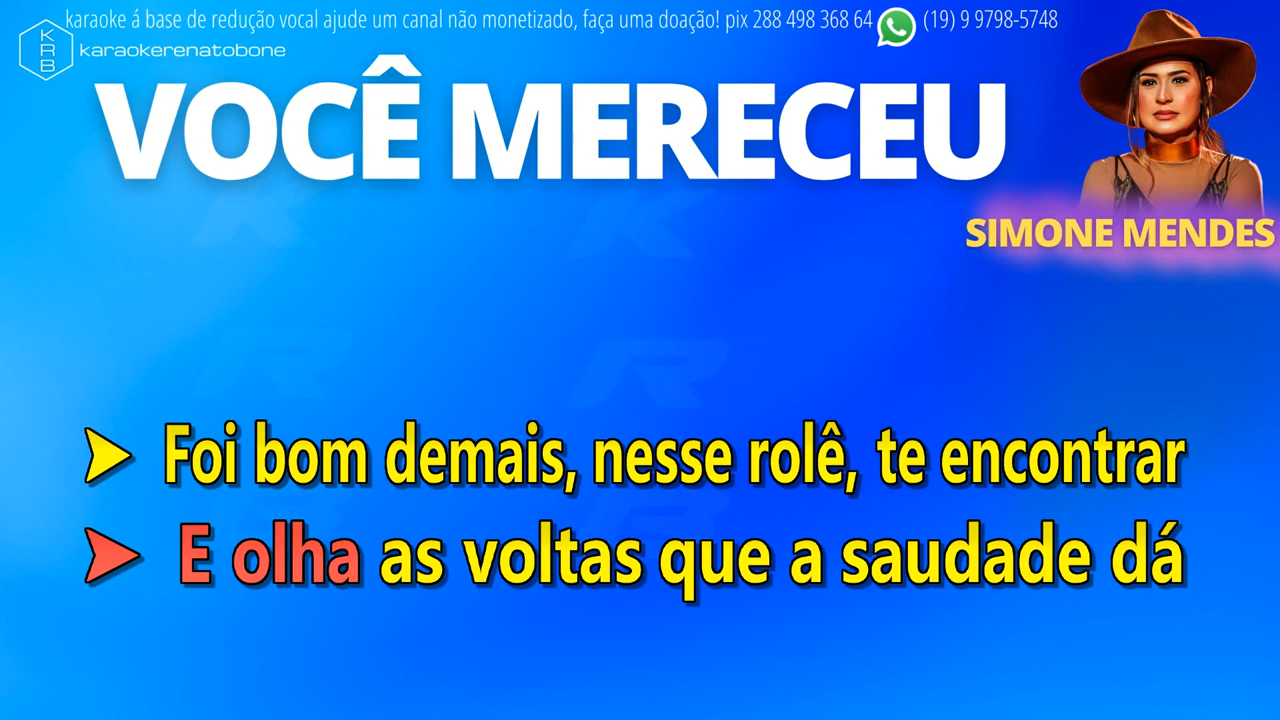 karaoke á base de redução vocal ajude um canal não monetizado, faça uma doação! pix 288 498 368 64 (19) 9 9798-5748
KRB karaokerenatobone
VOCÊ MERECEU
SIMONE MENDES
K K
R R
Foi bom demais, nesse rolê, te encontrar
E olha as voltas que a saudade dá